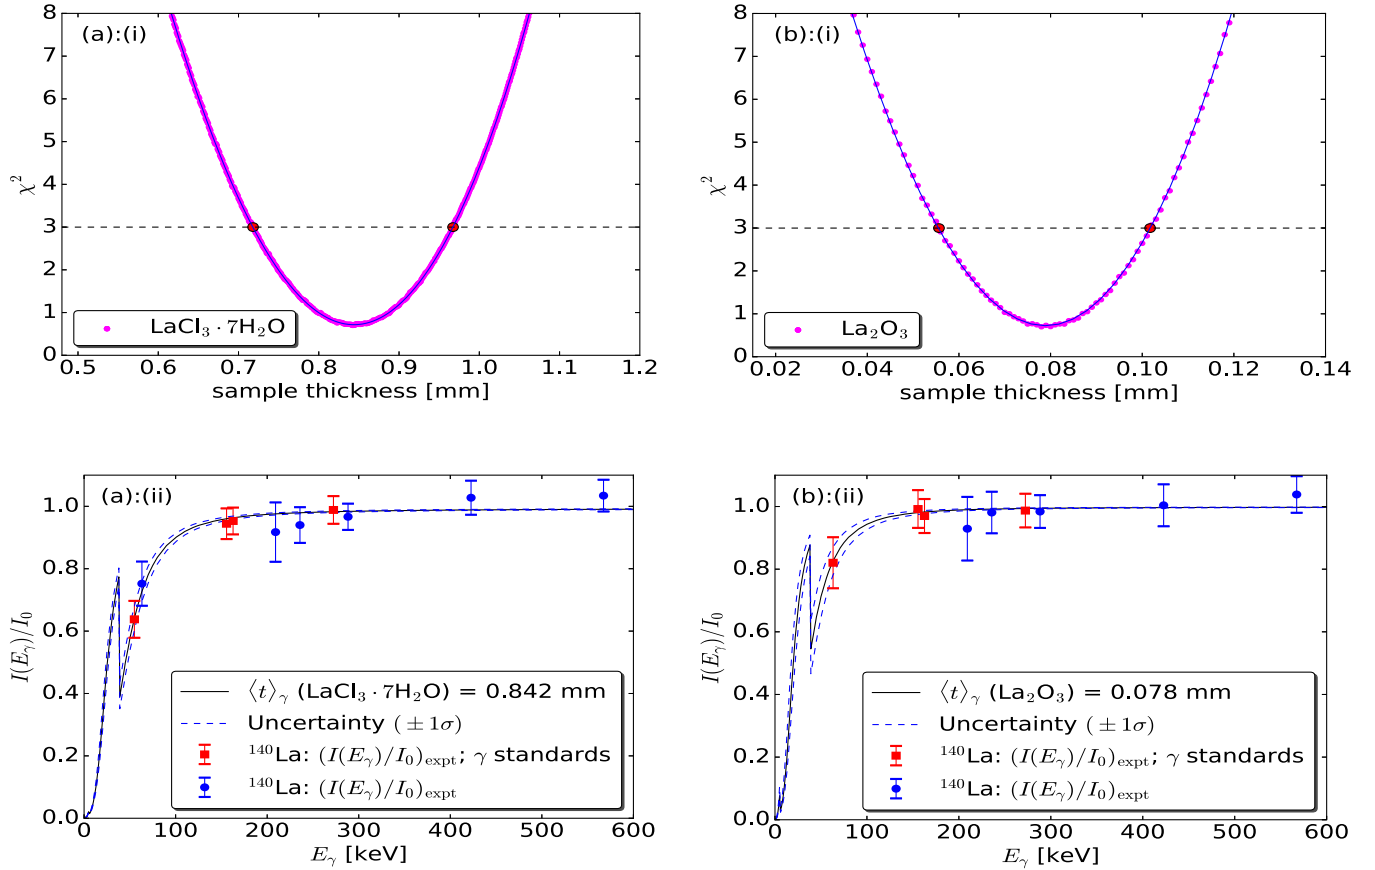 (a):(i)
χ²
8
7
6
5
4
3
2
1
0
LaCl₃ · 7H₂O
0.5 0.6 0.7 0.8 0.9 1.0 1.1 1.2
sample thickness [mm]
(b):(i)
χ²
8
7
6
5
4
3
2
1
0
La₂O₃
0.02 0.04 0.06 0.08 0.10 0.12 0.14
sample thickness [mm]
(a):(ii)
I(Eγ)/I₀
1.0
0.8
0.6
0.4
0.2
0.0
⟨t⟩γ (LaCl₃ · 7H₂O) = 0.842 mm
Uncertainty (± 1σ)
¹⁴⁰La: (I(Eγ)/I₀)expt; γ standards
¹⁴⁰La: (I(Eγ)/I₀)expt
0 100 200 300 400 500 600
Eγ [keV]
(b):(ii)
I(Eγ)/I₀
1.0
0.8
0.6
0.4
0.2
0.0
⟨t⟩γ (La₂O₃) = 0.078 mm
Uncertainty (± 1σ)
¹⁴⁰La: (I(Eγ)/I₀)expt; γ standards
¹⁴⁰La: (I(Eγ)/I₀)expt
0 100 200 300 400 500 600
Eγ [keV]